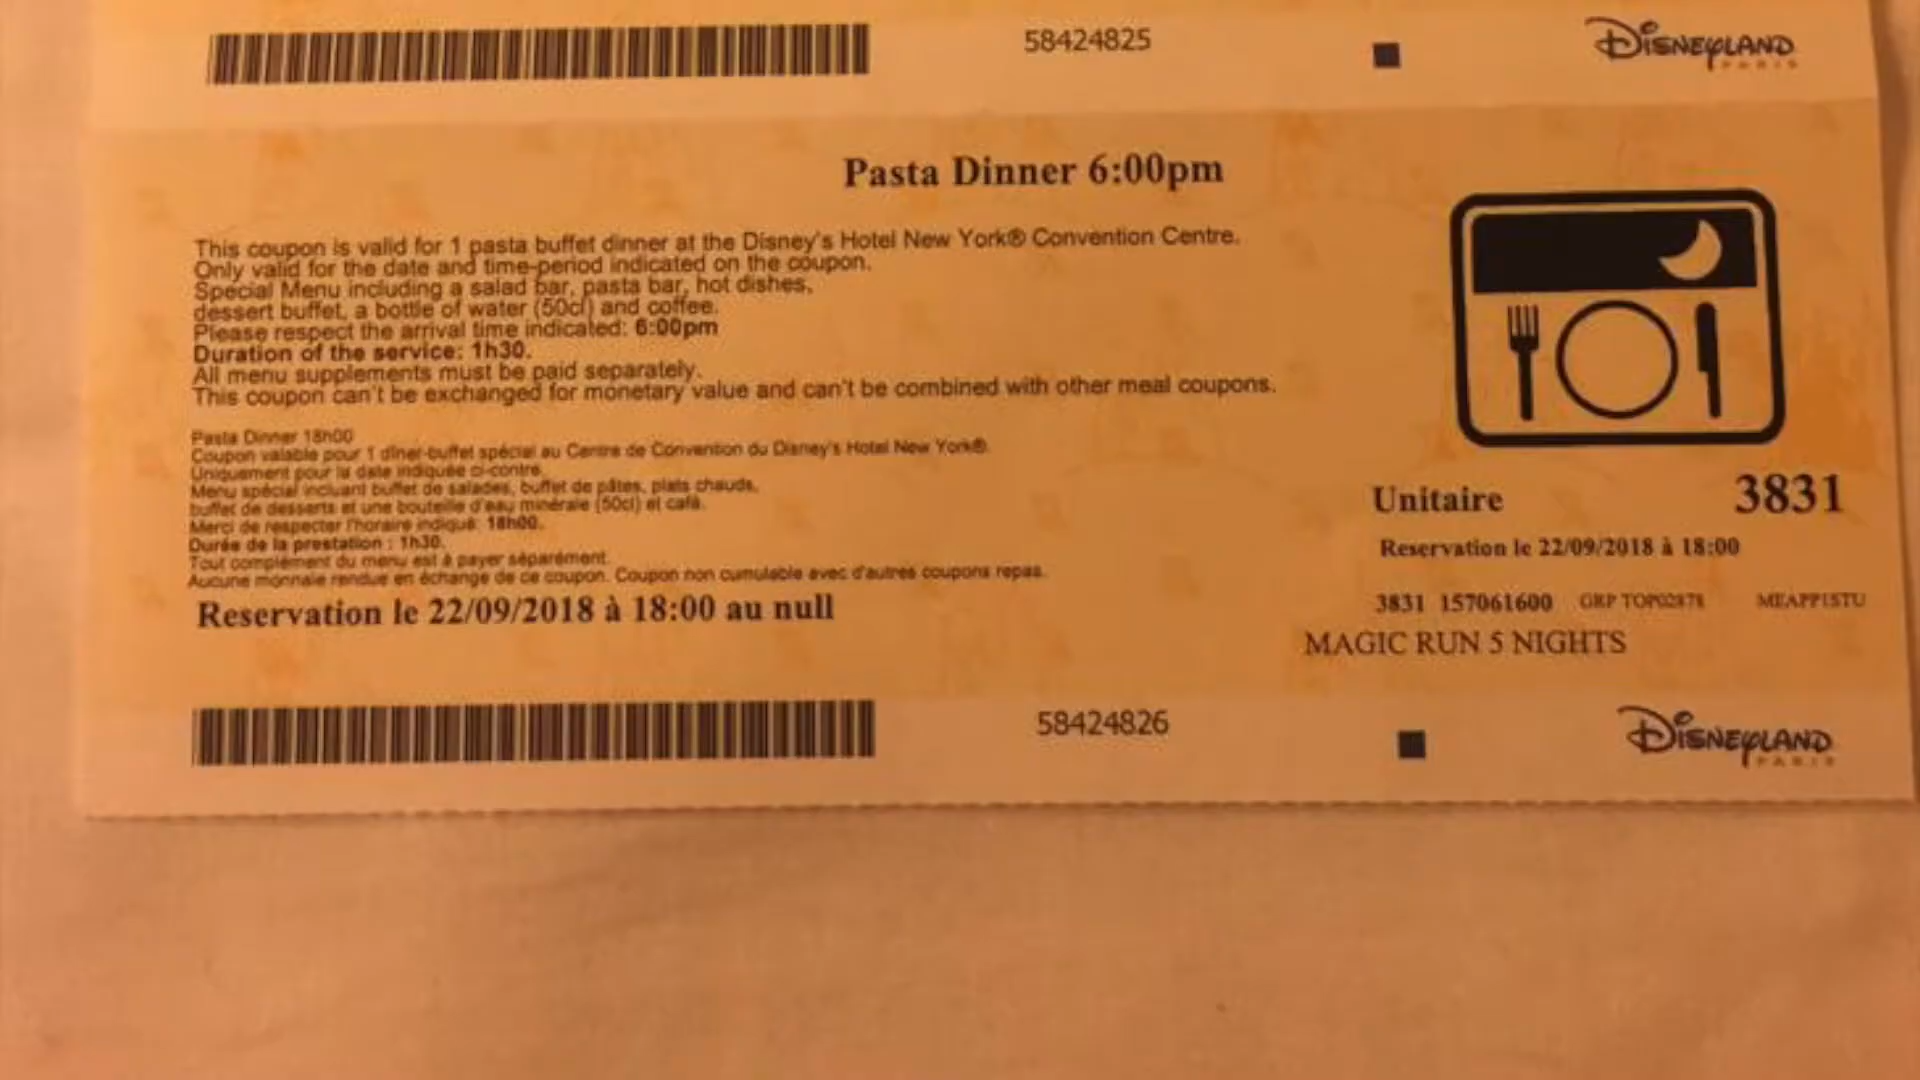 58424825
DISNEYLAND
PARIS
Pasta Dinner 6:00pm
This coupon is valid for 1 pasta buffet dinner at the Disney's Hotel New York® Convention Centre.
Only valid for the date and time-period indicated on the coupon.
Special Menu including a salad bar, pasta bar, hot dishes,
dessert buffet, a bottle of water (50cl) and coffee.
Please respect the arrival time indicated: 6:00pm
Duration of the service: 1h30.
All menu supplements must be paid separately.
This coupon can't be exchanged for monetary value and can't be combined with other meal coupons.
Pasta Dinner 18h00
Coupon valable pour 1 dîner-buffet spécial au Centre de Convention du Disney's Hotel New York®.
Uniquement pour la date indiquée ci-contre.
Menu spécial incluant buffet de salades, buffet de pâtes, plats chauds,
buffet de desserts et une bouteille d'eau minérale (50cl) et café.
Merci de respecter l'horaire indiqué: 18h00.
Durée de la prestation : 1h30.
Tout complément du menu est à payer séparément.
Aucune monnaie rendue en échange de ce coupon. Coupon non cumulable avec d'autres coupons repas.
Reservation le 22/09/2018 à 18:00 au null
Unitaire 3831
Reservation le 22/09/2018 à 18:00
3831 157061600 GRP TOP02878 MEAPP1STU
MAGIC RUN 5 NIGHTS
58424826
DISNEYLAND
PARIS